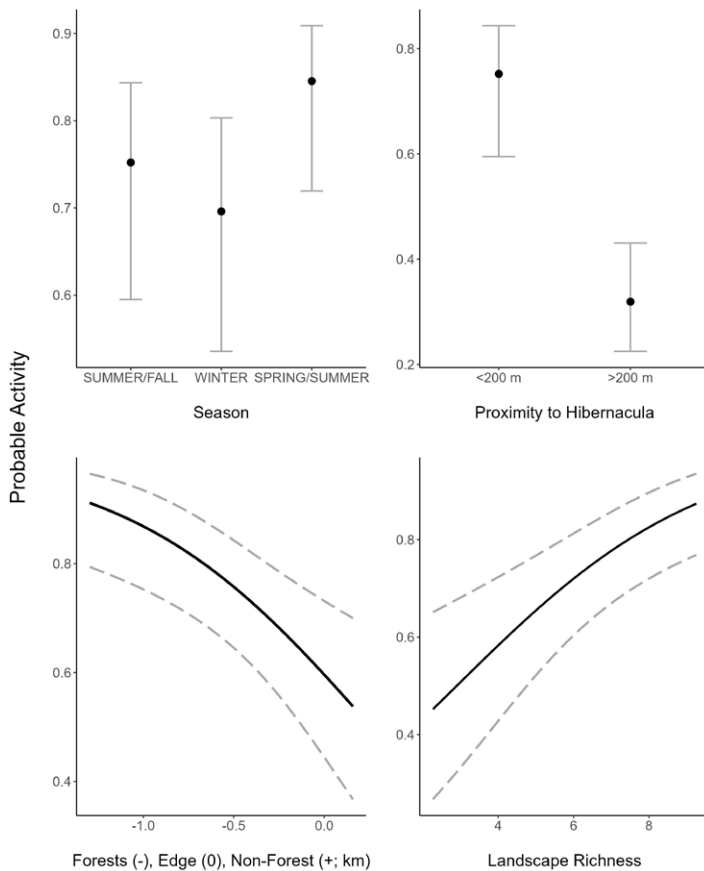 Probable Activity
0.9
0.8
0.7
0.6
SUMMER/FALL WINTER SPRING/SUMMER
Season
0.8
0.6
0.4
0.2
<200 m >200 m
Proximity to Hibernacula
0.8
0.6
0.4
-1.0 -0.5 0.0
Forests (-), Edge (0), Non-Forest (+; km)
0.8
0.6
0.4
4 6 8
Landscape Richness